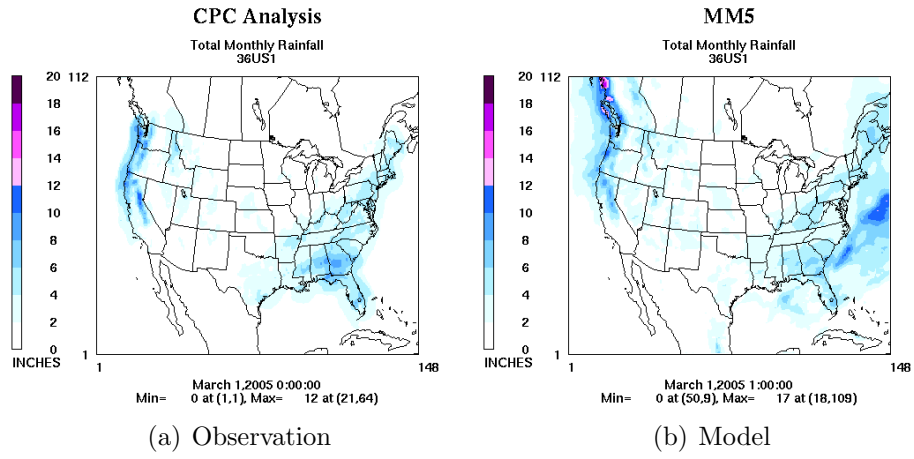 CPC Analysis
Total Monthly Rainfall
36US1
20
18
16
14
12
10
8
6
4
2
0
INCHES
112
1
1
148
March 1,2005 0:00:00
Min= 0 at (1,1), Max= 12 at (21,64)
(a) Observation
MM5
Total Monthly Rainfall
36US1
20
18
16
14
12
10
8
6
4
2
0
INCHES
112
1
1
148
March 1,2005 1:00:00
Min= 0 at (50,9), Max= 17 at (18,109)
(b) Model